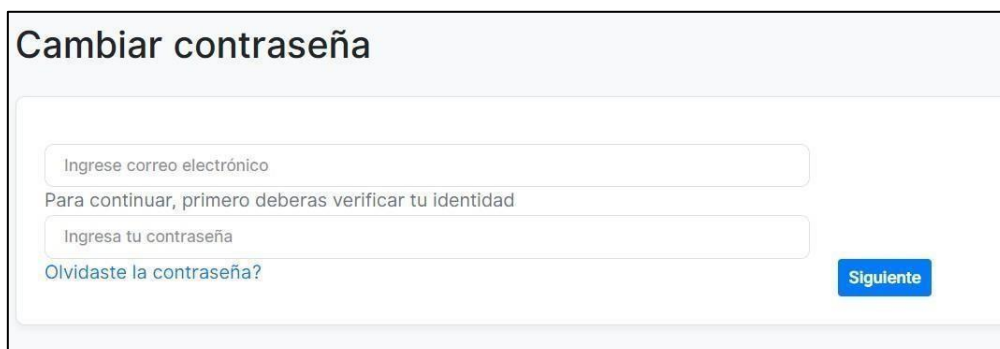 Cambiar contraseña
Ingrese correo electrónico
Para continuar, primero deberas verificar tu identidad
Ingresa tu contraseña
Olvidaste la contraseña?
Siguiente